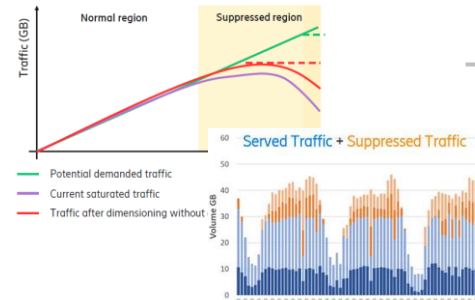 Normal region
Suppressed region
Traffic (GB)
Potential demanded traffic
Current saturated traffic
Traffic after dimensioning without
Served Traffic + Suppressed Traffic
Volume GB
60
50
40
30
20
10
0